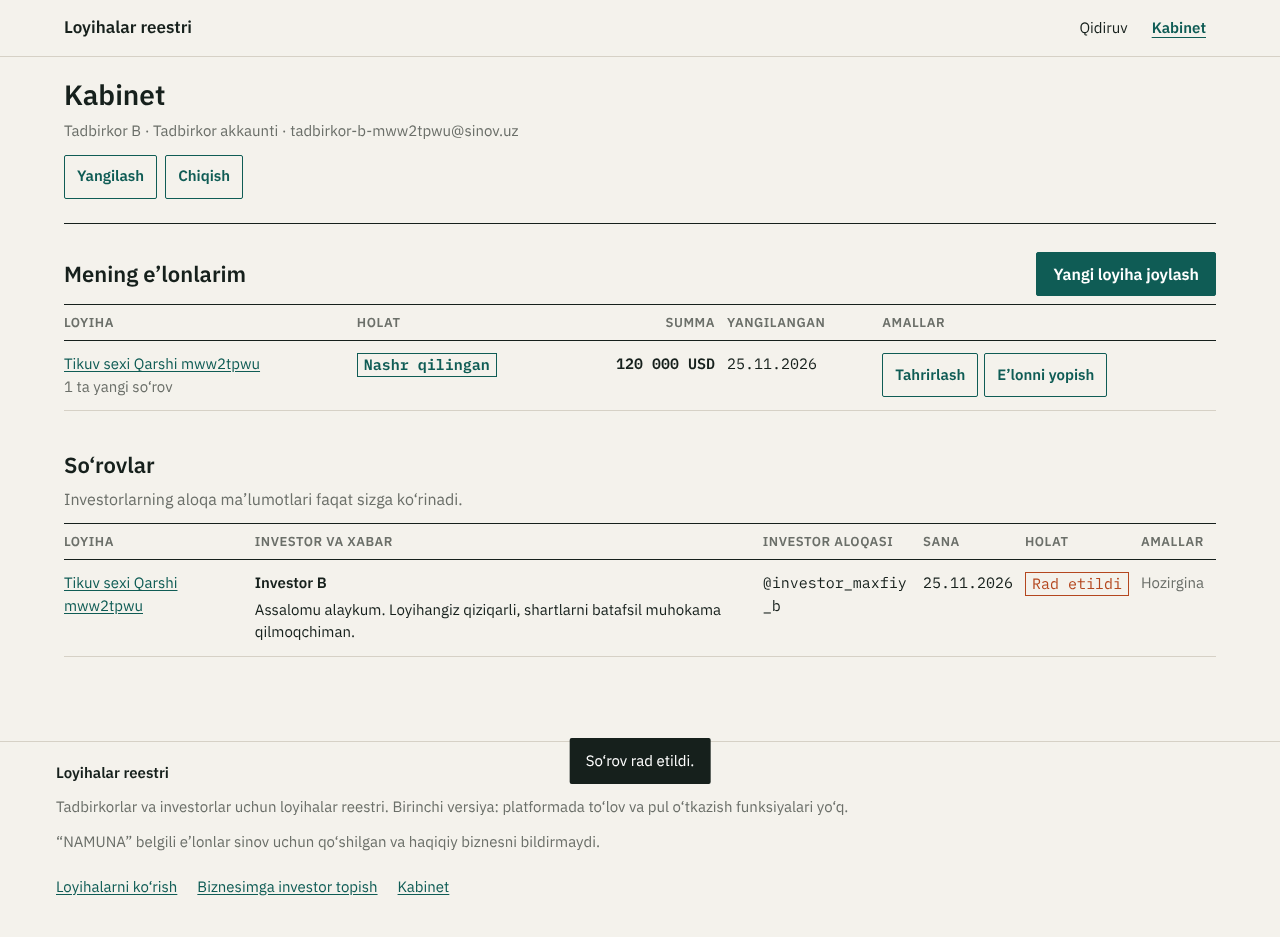 Loyihalar reestri
Qidiruv
Kabinet
Kabinet
Tadbirkor B · Tadbirkor akkaunti · tadbirkor-b-mww2tpwu@sinov.uz
Yangilash
Chiqish
Mening e’lonlarim
Yangi loyiha joylash
LOYIHA HOLAT SUMMA YANGILANGAN AMALLAR
Tikuv sexi Qarshi mww2tpwu Nashr qilingan 120 000 USD 25.11.2026 Tahrirlash E’lonni yopish
1 ta yangi so‘rov
So‘rovlar
Investorlarning aloqa ma’lumotlari faqat sizga ko‘rinadi.
LOYIHA INVESTOR VA XABAR INVESTOR ALOQASI SANA HOLAT AMALLAR
Tikuv sexi Qarshi
mww2tpwu
Investor B
Assalomu alaykum. Loyihangiz qiziqarli, shartlarni batafsil muhokama
qilmoqchiman.
@investor_maxfiy
_b
25.11.2026
Rad etildi
Hozirgina
So‘rov rad etildi.
Loyihalar reestri
Tadbirkorlar va investorlar uchun loyihalar reestri. Birinchi versiya: platformada to‘lov va pul o‘tkazish funksiyalari yo‘q.
“NAMUNA” belgili e’lonlar sinov uchun qo‘shilgan va haqiqiy biznesni bildirmaydi.
Loyihalarni ko‘rish Biznesimga investor topish Kabinet